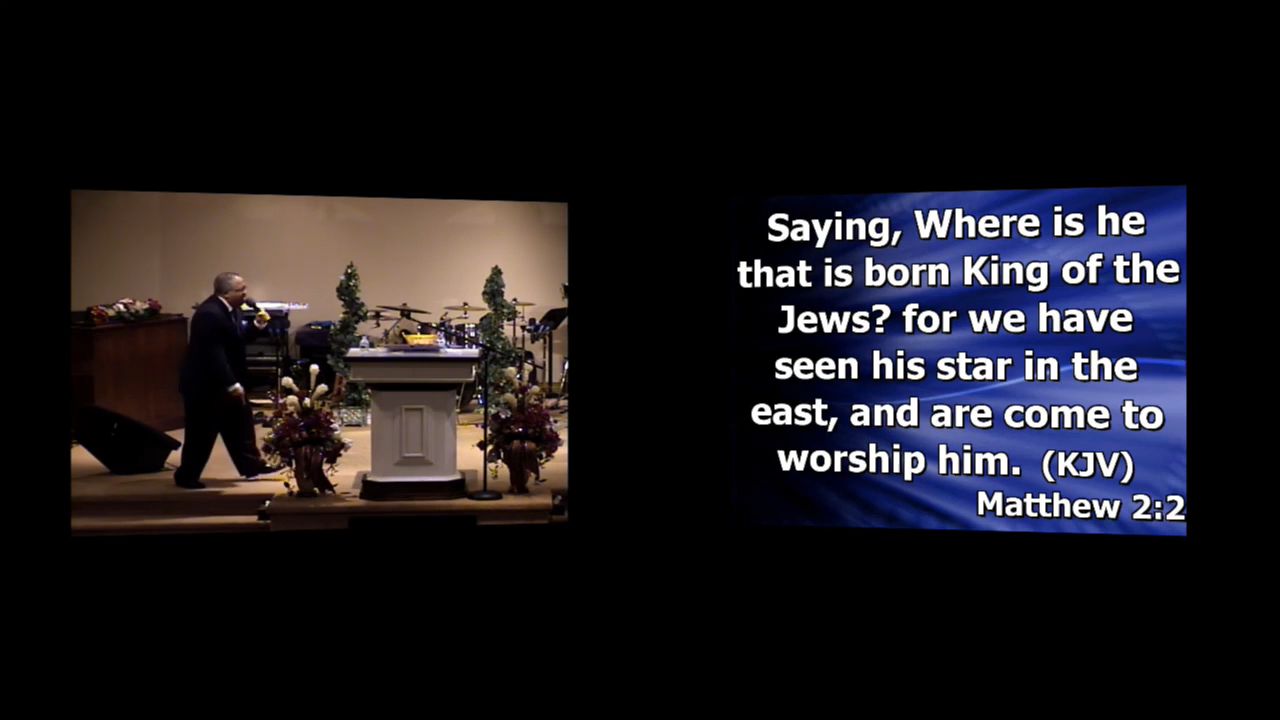 Saying, Where is he
that is born King of the
Jews? for we have
seen his star in the
east, and are come to
worship him. (KJV)
Matthew 2:2